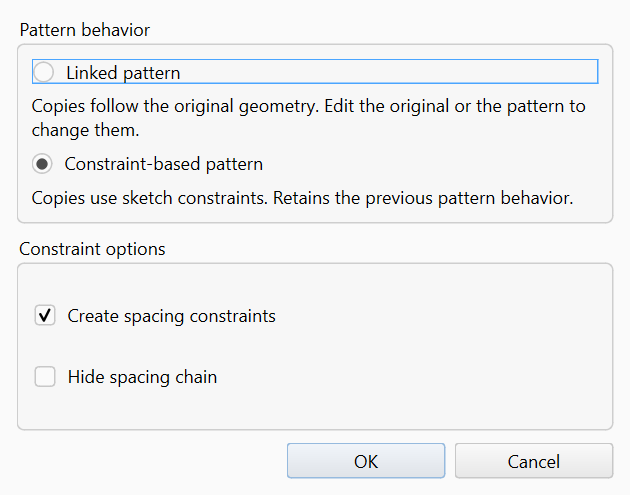 Pattern behavior
Linked pattern
Copies follow the original geometry. Edit the original or the pattern to
change them.
Constraint-based pattern
Copies use sketch constraints. Retains the previous pattern behavior.
Constraint options
Create spacing constraints
Hide spacing chain
OK
Cancel